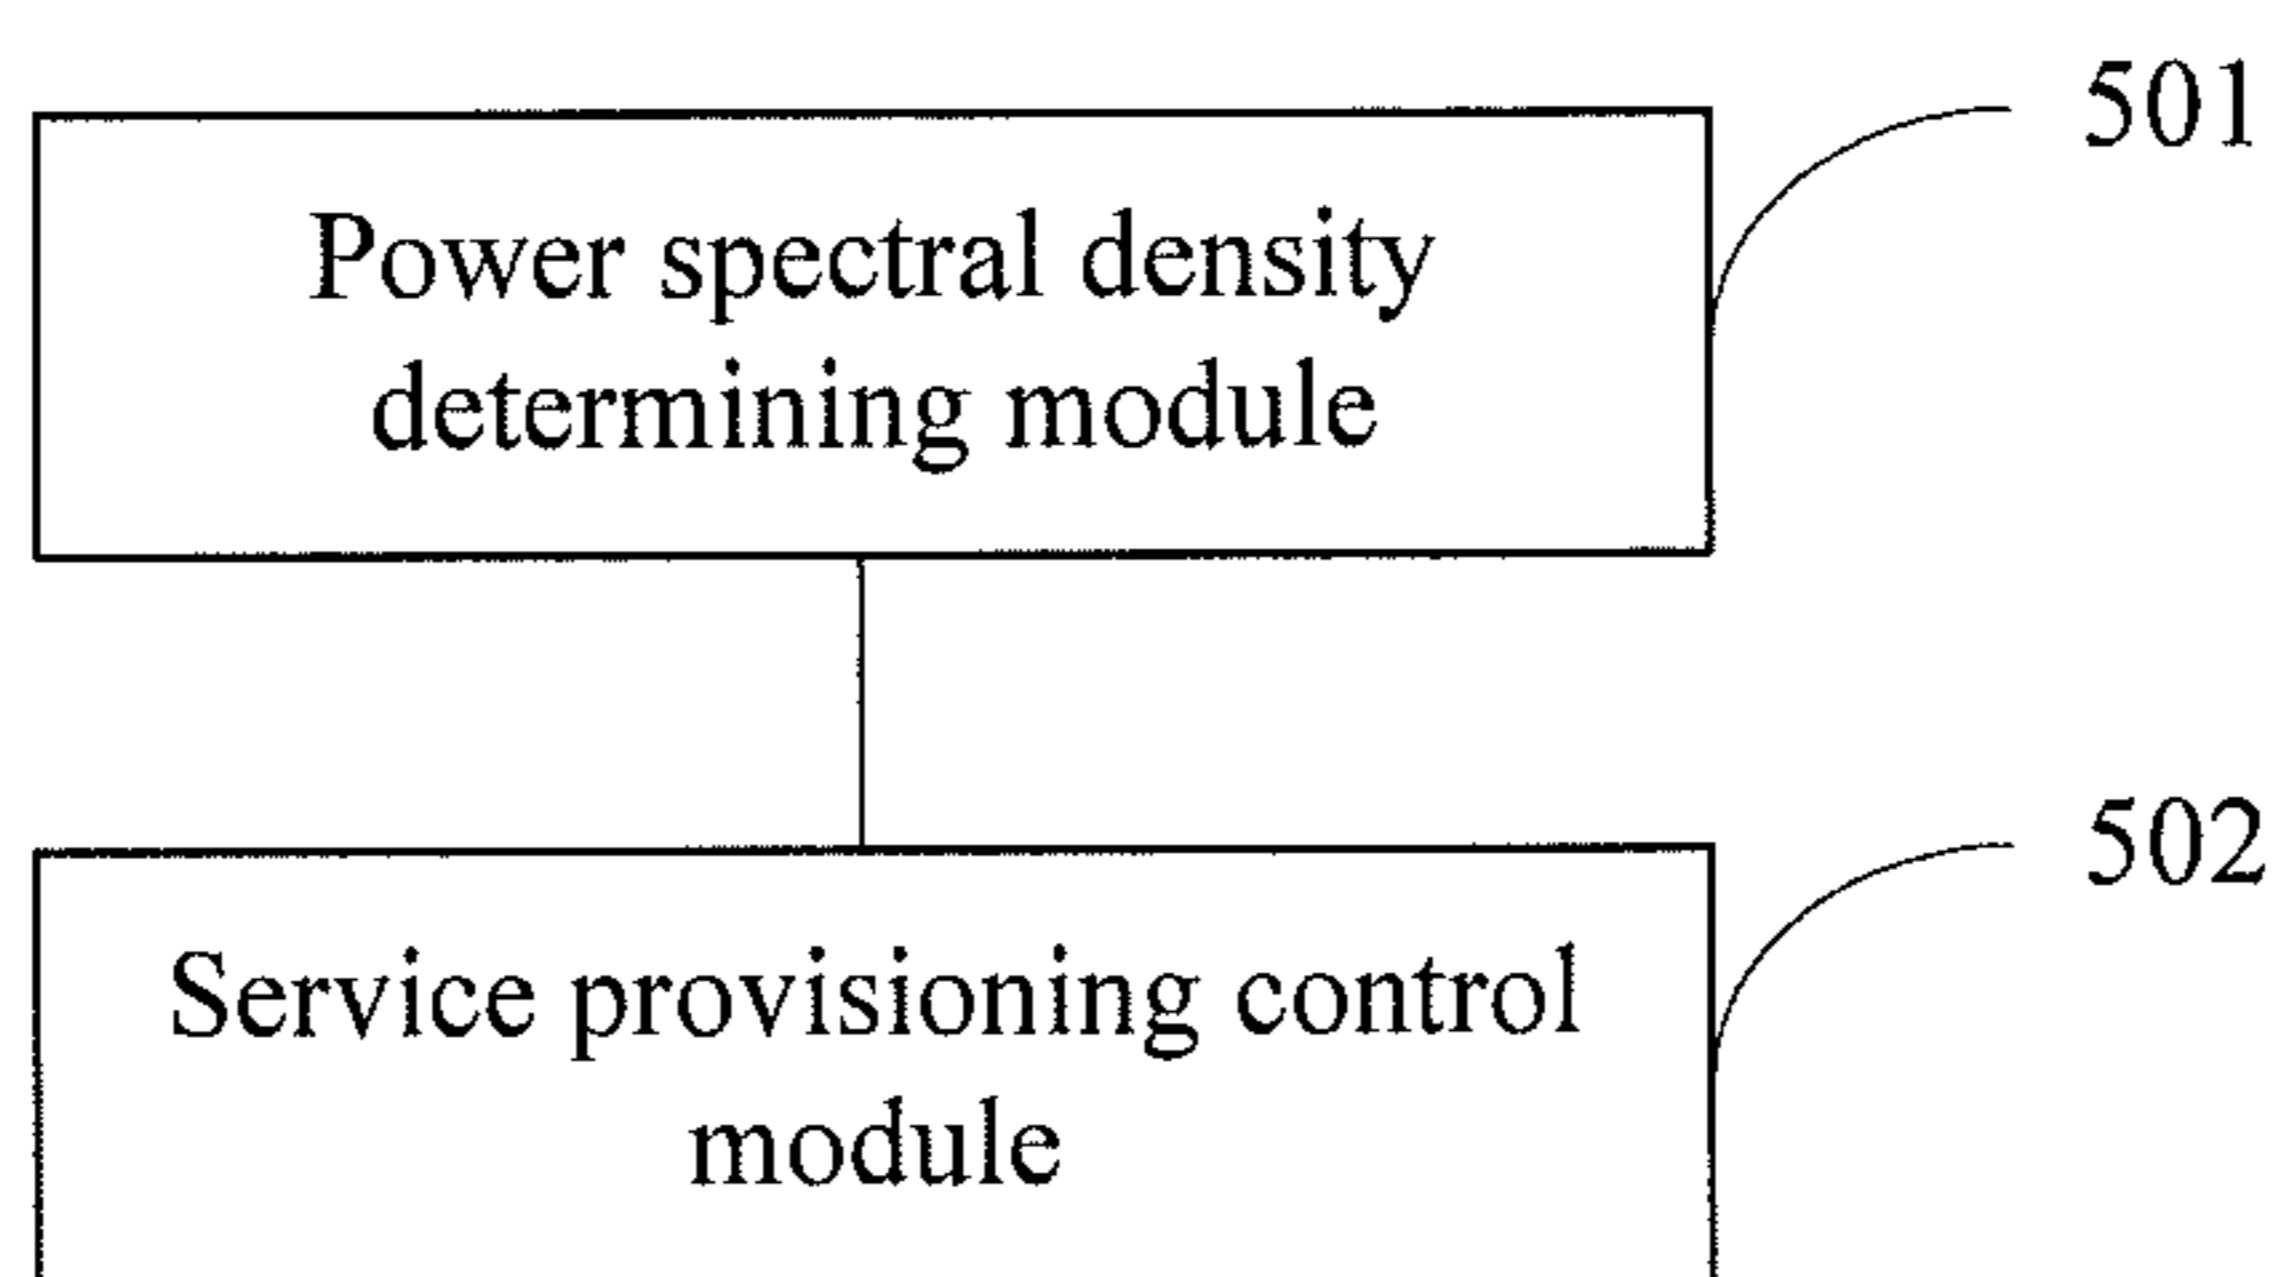 501
Power spectral density
determining module
502
Service provisioning control
module